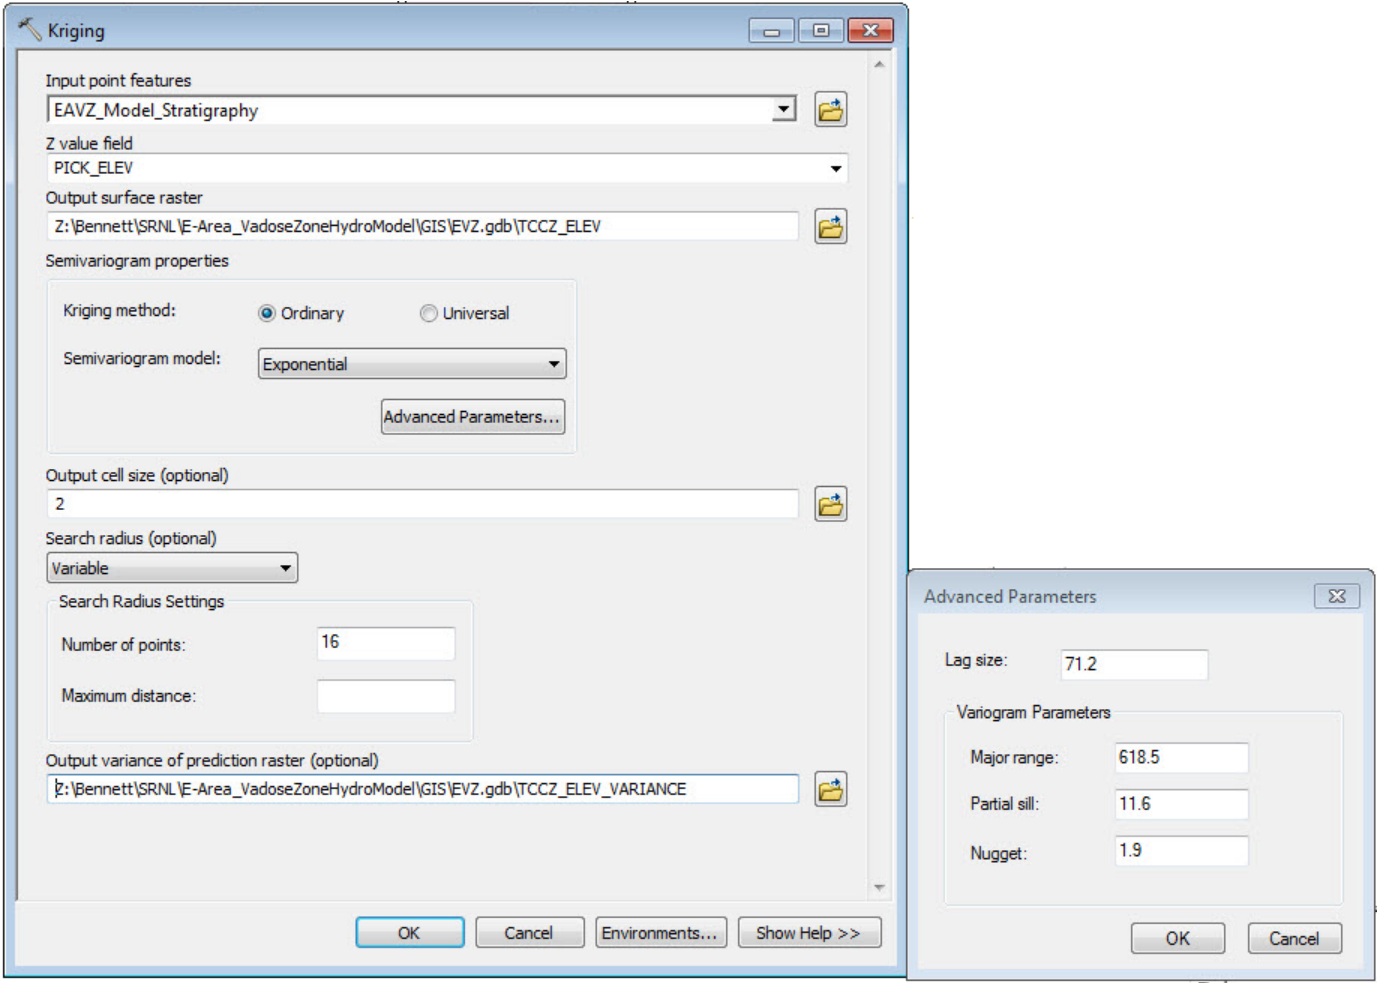 Kriging
Input point features
EAVZ_Model_Stratigraphy
Z value field
PICK_ELEV
Output surface raster
Z:\Bennett\SRNL\E-Area_VadoseZoneHydroModel\GIS\EVZ.gdb\TCCZ_ELEV
Semivariogram properties
Kriging method: Ordinary Universal
Semivariogram model: Exponential
Advanced Parameters...
Output cell size (optional)
2
Search radius (optional)
Variable
Search Radius Settings
Number of points: 16
Maximum distance:
Output variance of prediction raster (optional)
Z:\Bennett\SRNL\E-Area_VadoseZoneHydroModel\GIS\EVZ.gdb\TCCZ_ELEV_VARIANCE
OK Cancel Environments... Show Help >>
Advanced Parameters
Lag size: 71.2
Variogram Parameters
Major range: 618.5
Partial sill: 11.6
Nugget: 1.9
OK Cancel